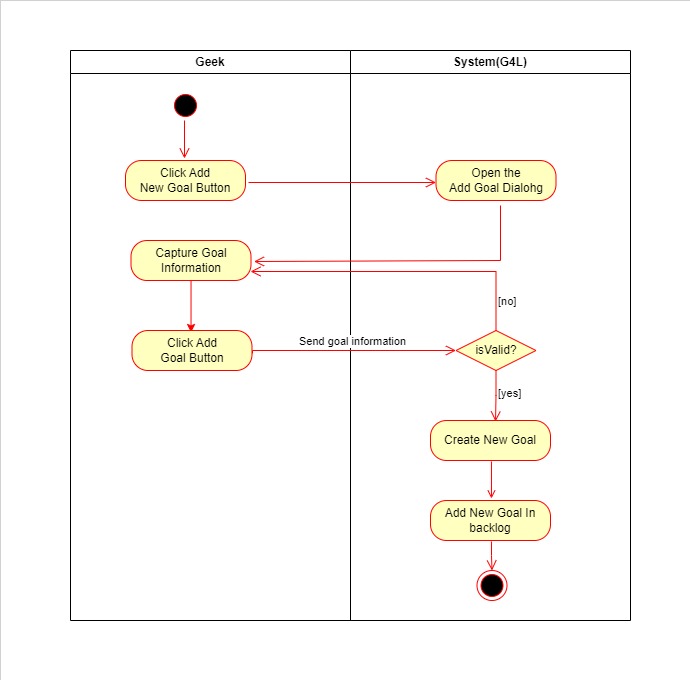 Geek
System(G4L)
Click Add
New Goal Button
Open the
Add Goal Dialohg
Capture Goal
Information
[no]
Click Add
Goal Button
Send goal information
isValid?
[yes]
Create New Goal
Add New Goal In
backlog